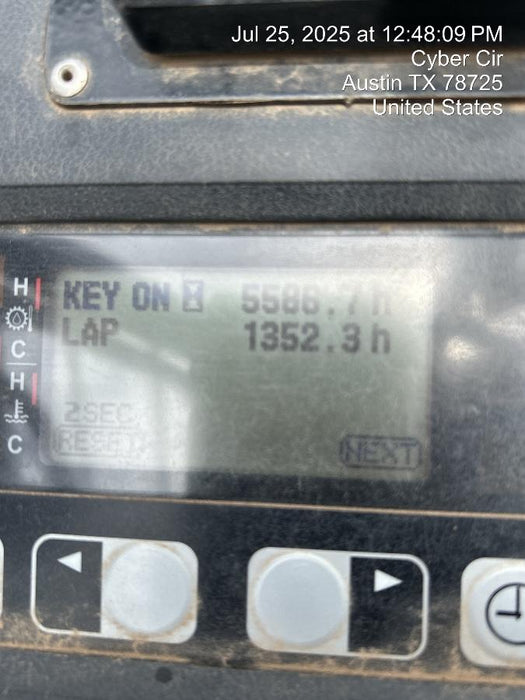 Jul 25, 2025 at 12:48:09 PM
Cyber Cir
Austin TX 78725
United States
H
KEY ON 5586.7 h
LAP 1352.3 h
C
H
2SEC
RESET
NEXT
C